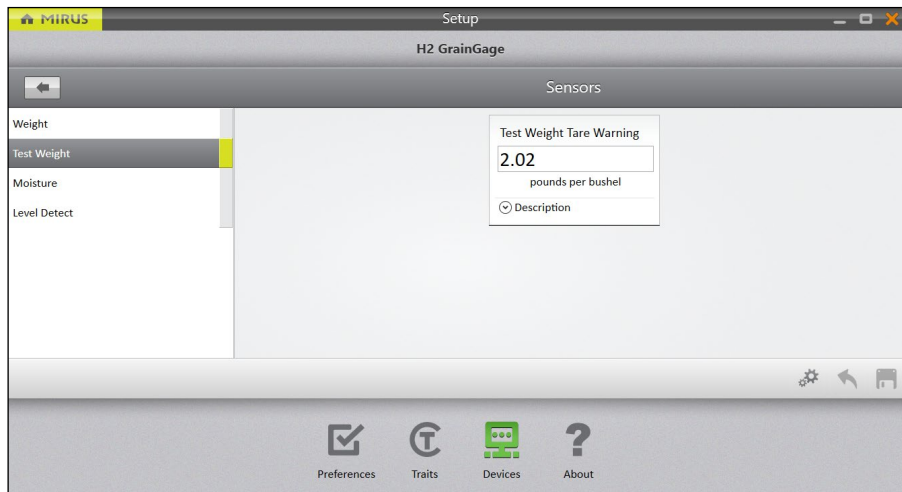 MIRUS
Setup
H2 GrainGage
Sensors
Weight
Test Weight
Moisture
Level Detect
Test Weight Tare Warning
2.02
pounds per bushel
Description
Preferences
Traits
Devices
About